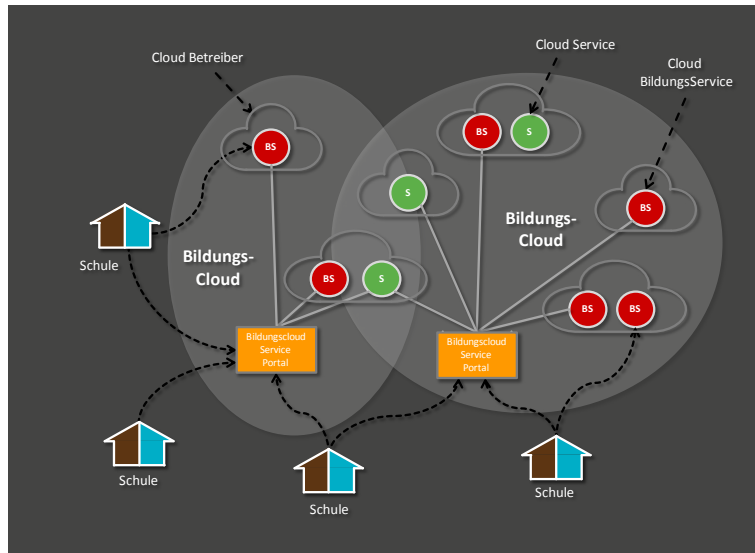 Cloud Betreiber
Cloud Service
Cloud
BildungsService
BS
BS
S
S
BS
Bildungs-
Cloud
Bildungs-
Cloud
Schule
BS
S
BS
BS
Bildungscloud
Service
Portal
Bildungscloud
Service
Portal
Schule
Schule
Schule